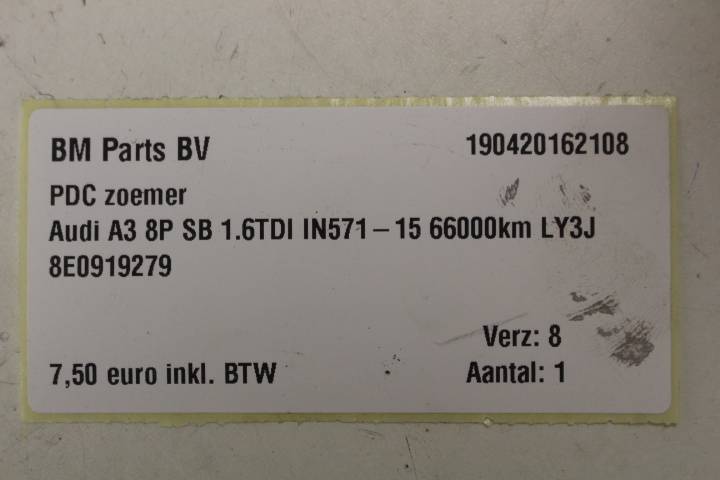 BM Parts BV 190420162108
PDC zoemer
Audi A3 8P SB 1.6TDI IN571-15 66000km LY3J
8E0919279
Verz: 8
7,50 euro inkl. BTW Aantal: 1